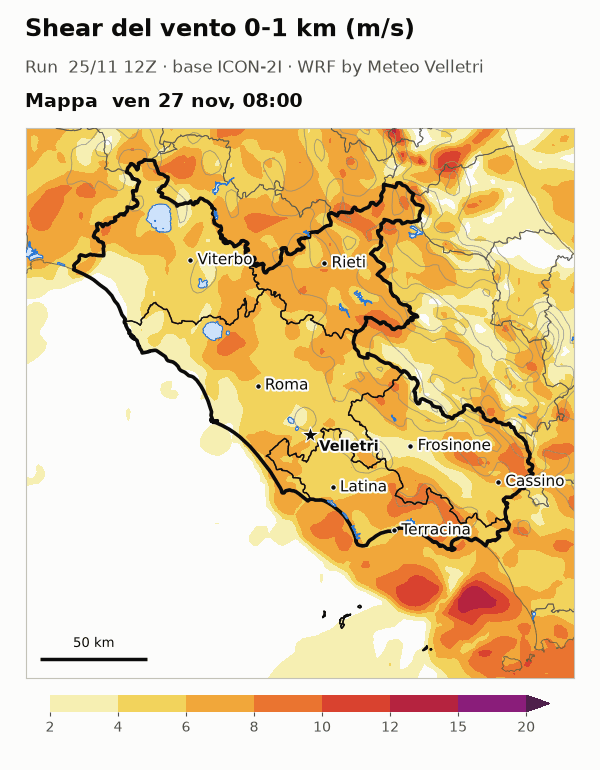 Shear del vento 0-1 km (m/s)
Run  25/11 12Z · base ICON-2I · WRF by Meteo Velletri
Mappa  ven 27 nov, 08:00
Viterbo
Rieti
Roma
Velletri
Frosinone
Latina
Cassino
Terracina
50 km
2 4 6 8 10 12 15 20